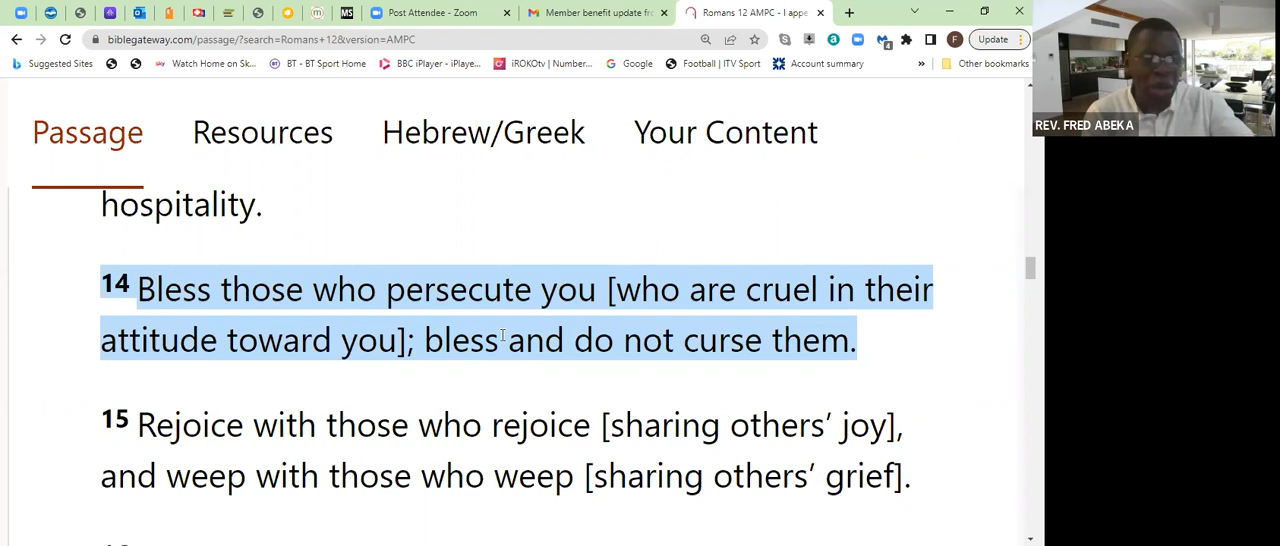 Post Attendee - Zoom
Member benefit update fro
Romans 12 AMPC - I appe
biblegateway.com/passage/?search=Romans+12&version=AMPC
4
F
Update
Suggested Sites
sky
Watch Home on Sk...
BT - BT Sport Home
BBC iPlayer - iPlaye...
iROKOtv | Number...
Google
Football | ITV Sport
Account summary
»
Other bookmarks
REV. FRED ABEKA
Passage
Resources
Hebrew/Greek
Your Content
hospitality.
14 Bless those who persecute you [who are cruel in their
attitude toward you]; bless and do not curse them.
15 Rejoice with those who rejoice [sharing others’ joy],
and weep with those who weep [sharing others’ grief].